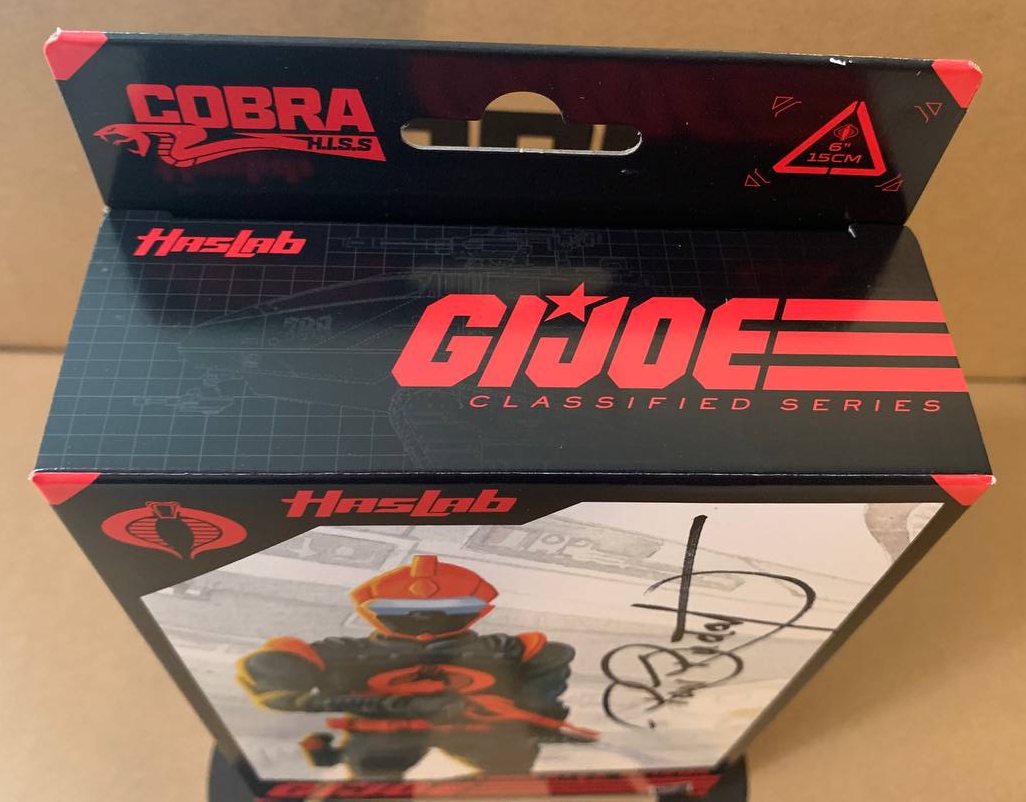 COBRA
H.I.S.S
6"
15CM
HasLab
GIJOE
CLASSIFIED SERIES
HasLab